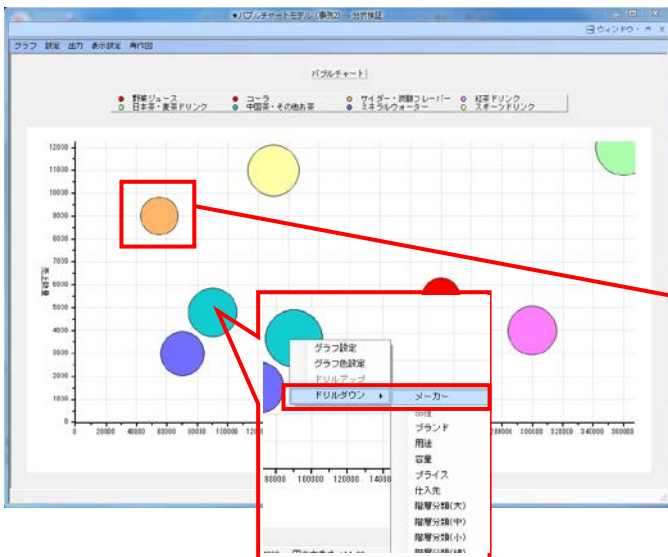 ●バブルチャートモデル(事例2) - 分析検証
ウィンドウ
グラフ 設定 出力 表示設定 再作図
バブルチャート
野菜ジュース コーラ サイダー・炭酸フレーバー 紅茶ドリンク
日本茶・麦茶ドリンク 中国茶・その他お茶 ミネラルウォーター スポーツドリンク
12000
11000
10000
9000
8000
売上数量
6000
5000
4000
3000
2000
1000
0
0 20000 40000 60000 80000 100000 120000 340000 360000
グラフ設定
グラフ色設定
ドリルアップ
ドリルダウン
メーカー
品種
ブランド
用途
容量
プライス
仕入先
階層分類(大)
階層分類(中)
階層分類(小)
80000 100000 120000 14000